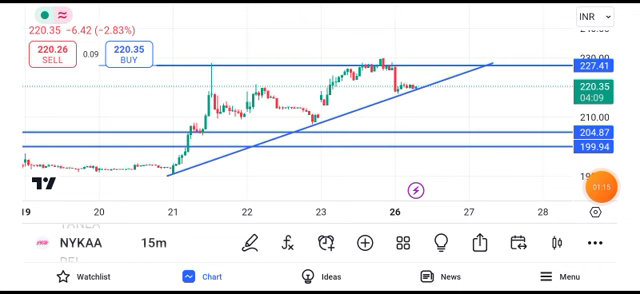 INR
220.35 −6.42 (−2.83%)
220.26
SELL
0.09
220.35
BUY
227.41
220.35
04:09
210.00
204.87
199.94
01:15
19
20
21
22
23
26
27
28
NYKAA
15m
Watchlist
Chart
Ideas
News
Menu